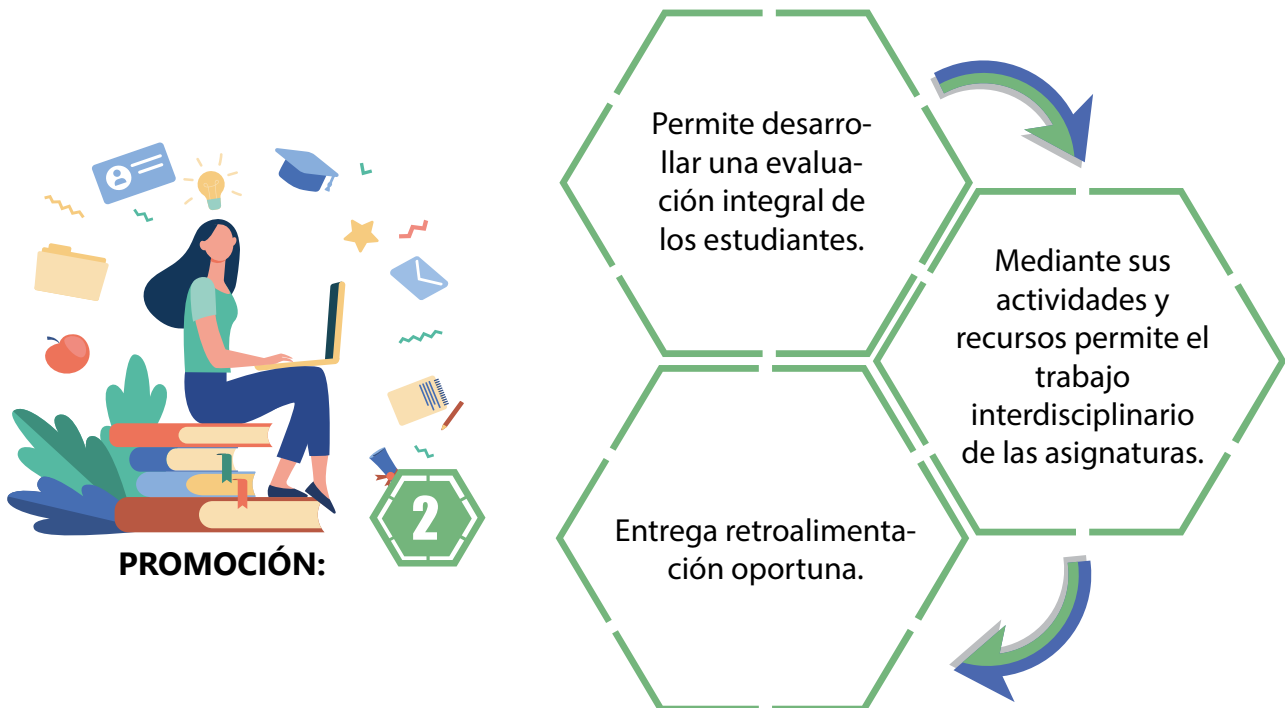 Permite desarro-
llar una evalua-
ción integral de
los estudiantes.
Mediante sus
actividades y
recursos permite el
trabajo
interdisciplinario
de las asignaturas.
Entrega retroalimenta-
ción oportuna.
2
PROMOCIÓN: